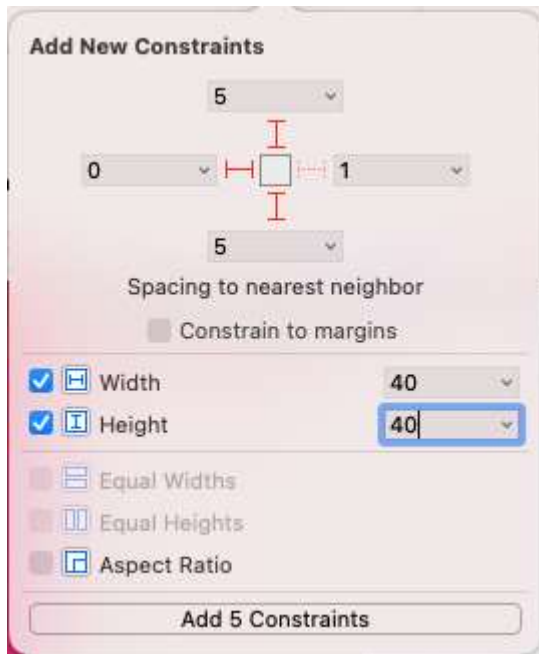 Add New Constraints
5
0 1
5
Spacing to nearest neighbor
Constrain to margins
Width 40
Height 40
Equal Widths
Equal Heights
Aspect Ratio
Add 5 Constraints